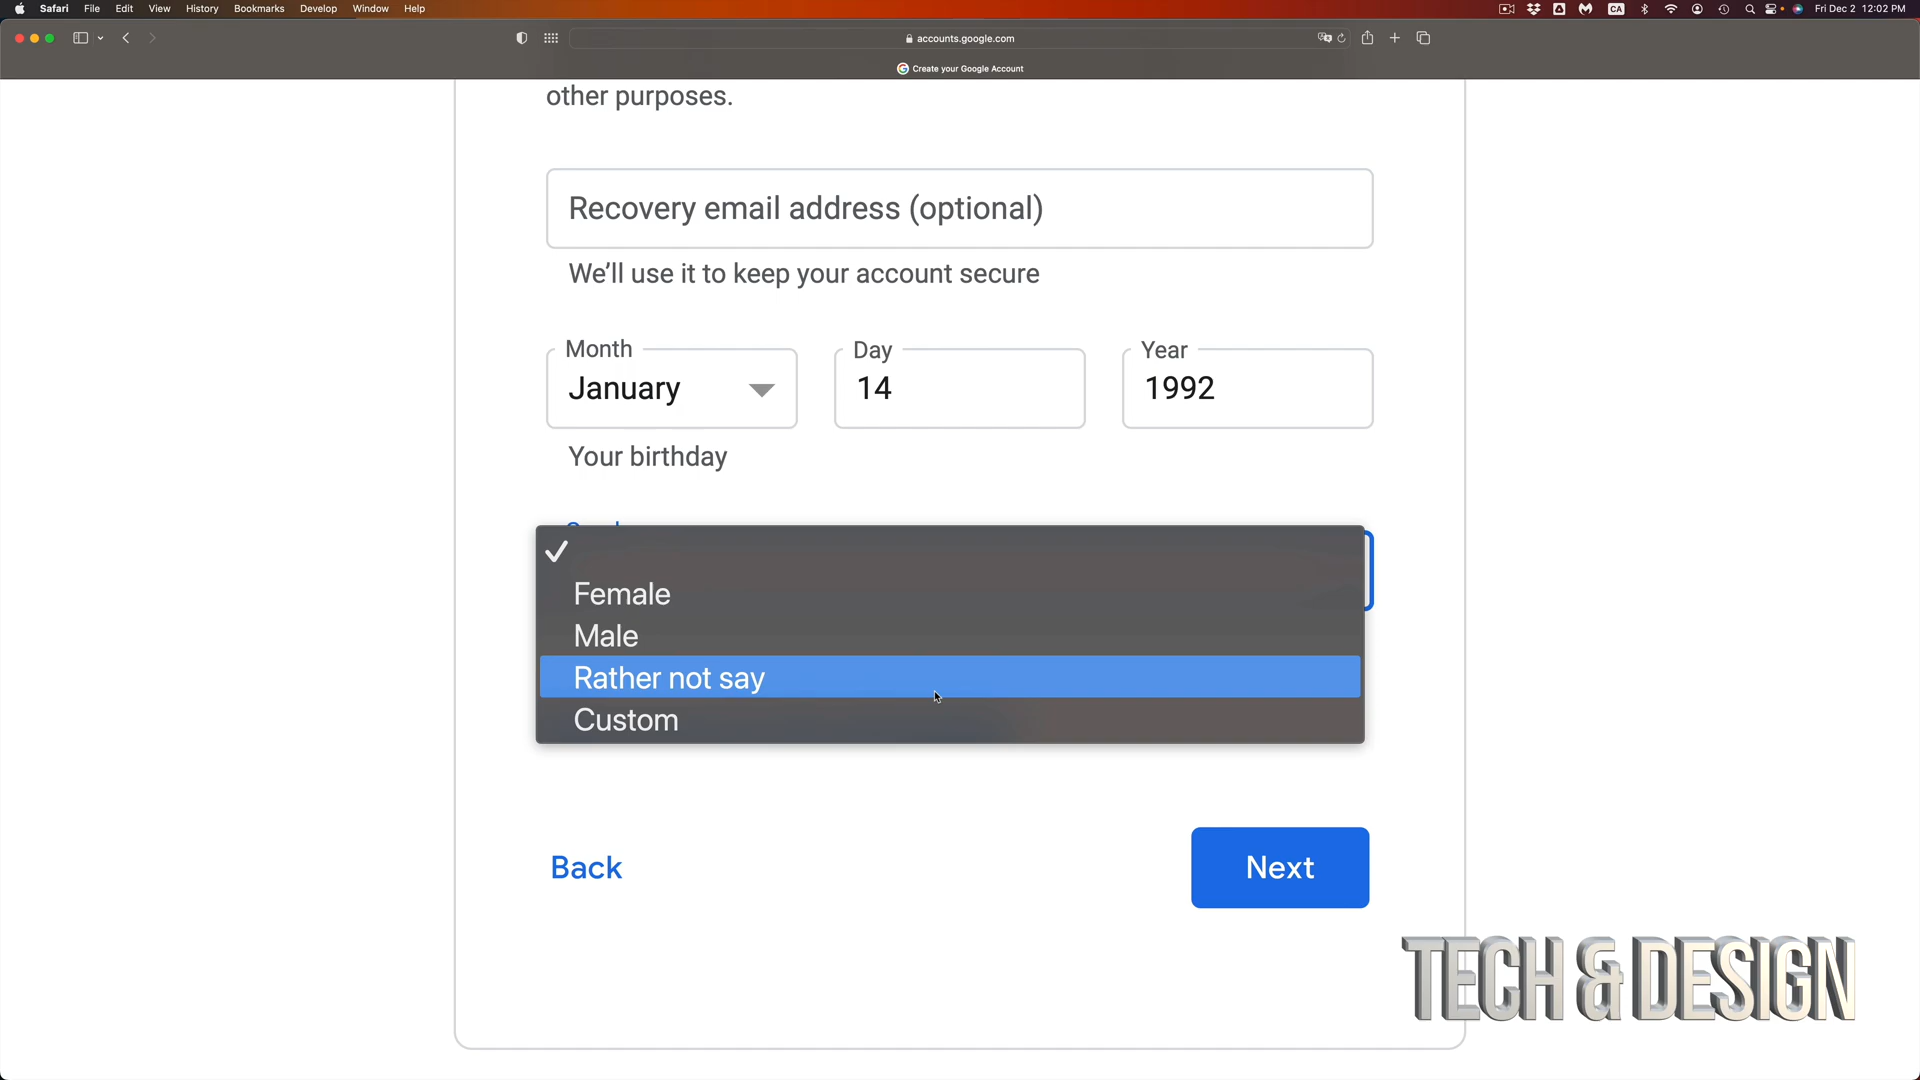 Safari File Edit View History Bookmarks Develop Window Help CA Fri Dec 2 12:02 PM
accounts.google.com
Create your Google Account
other purposes.
Recovery email address (optional)
We’ll use it to keep your account secure
Month Day Year
January 14 1992
Your birthday
Female
Male
Rather not say
Custom
Back Next
TECH & DESIGN